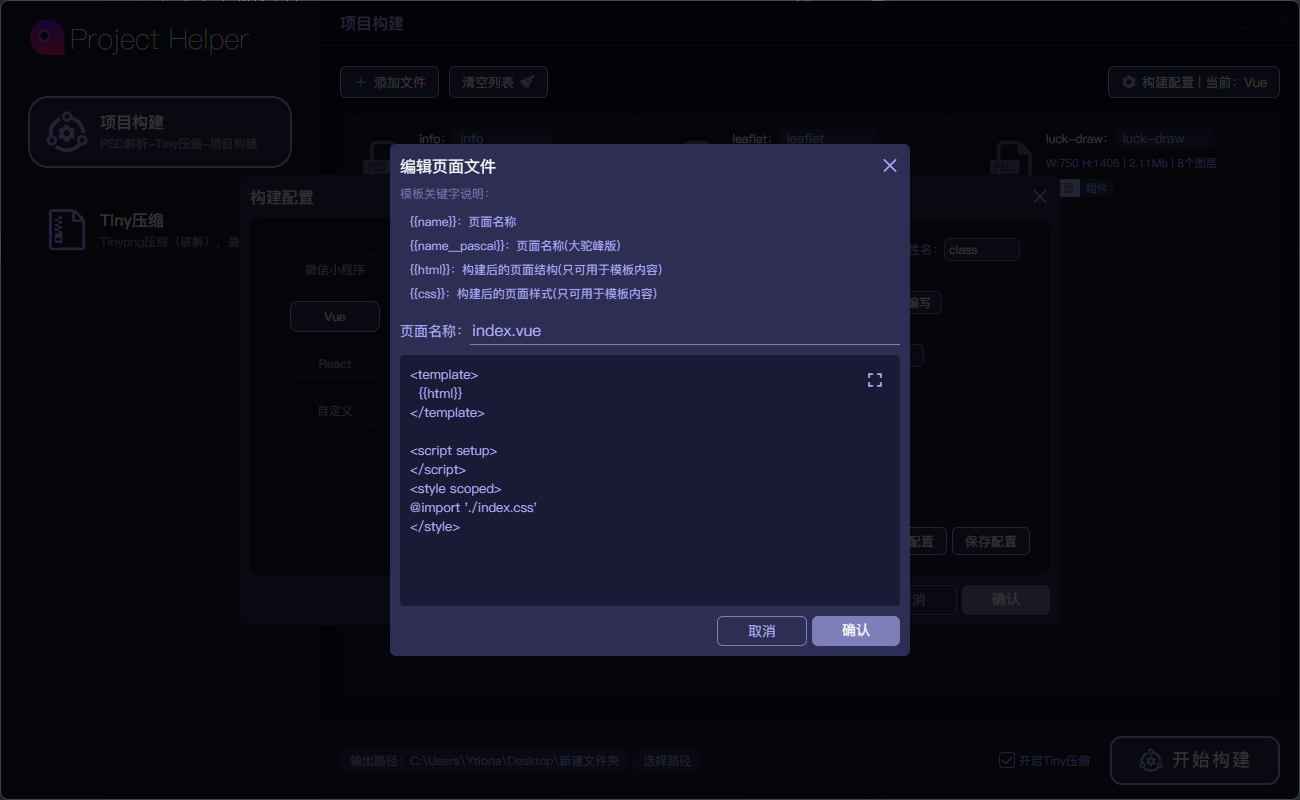 Project Helper
项目构建
PSD解析-Tiny压缩-项目构建
Tiny压缩
Tinypng压缩（破解），最
项目构建
添加文件
清空列表
构建配置 | 当前：Vue
info： info
leaflet： leaflet
luck-draw： luck-draw
W:750 H:1406 | 2.11Mb | 8个图层
面 组件
PSD
PSD
构建配置
微信小程序
Vue
React
自定义
姓名： class
编写
配置 保存配置
消 确认
编辑页面文件
模板关键字说明：
{{name}}：页面名称
{{name__pascal}}：页面名称(大驼峰版)
{{html}}：构建后的页面结构(只可用于模板内容)
{{css}}：构建后的页面样式(只可用于模板内容)
页面名称： index.vue
<template>
  {{html}}
</template>

<script setup>
</script>
<style scoped>
@import './index.css'
</style>
取消 确认
输出路径：C:\Users\Ytiona\Desktop\新建文件夹 选择路径
开启Tiny压缩
开始构建